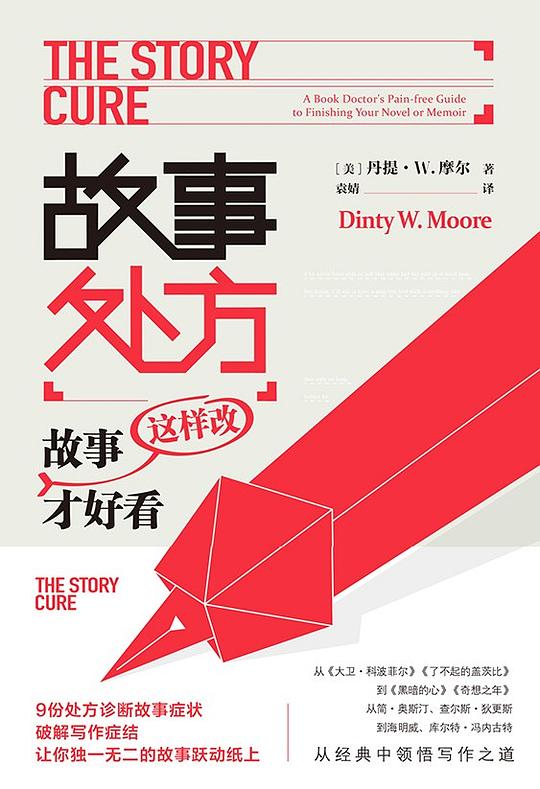 THE STORY
CURE
A Book Doctor's Pain-free Guide
to Finishing Your Novel or Memoir
故事
处方
[美] 丹提·W. 摩尔 著
袁婧 译
Dinty W. Moore
故事 这样改
才好看
THE STORY
CURE
9份处方诊断故事症状
破解写作症结
让你独一无二的故事跃动纸上
从《大卫·科波菲尔》《了不起的盖茨比》
到《黑暗的心》《奇想之年》
从简·奥斯汀、查尔斯·狄更斯
到海明威、库尔特·冯内古特
从经典中领悟写作之道